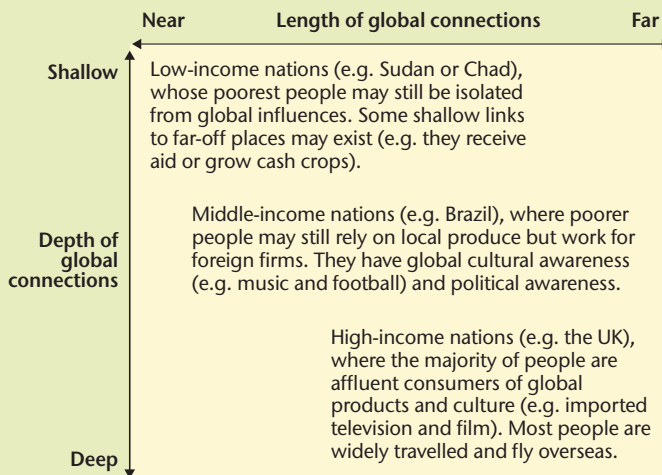 Near Length of global connections Far
Shallow
Low-income nations (e.g. Sudan or Chad),
whose poorest people may still be isolated
from global influences. Some shallow links
to far-off places may exist (e.g. they receive
aid or grow cash crops).
Depth of
global
connections
Middle-income nations (e.g. Brazil), where poorer
people may still rely on local produce but work for
foreign firms. They have global cultural awareness
(e.g. music and football) and political awareness.
High-income nations (e.g. the UK),
where the majority of people are
affluent consumers of global
products and culture (e.g. imported
television and film). Most people are
widely travelled and fly overseas.
Deep